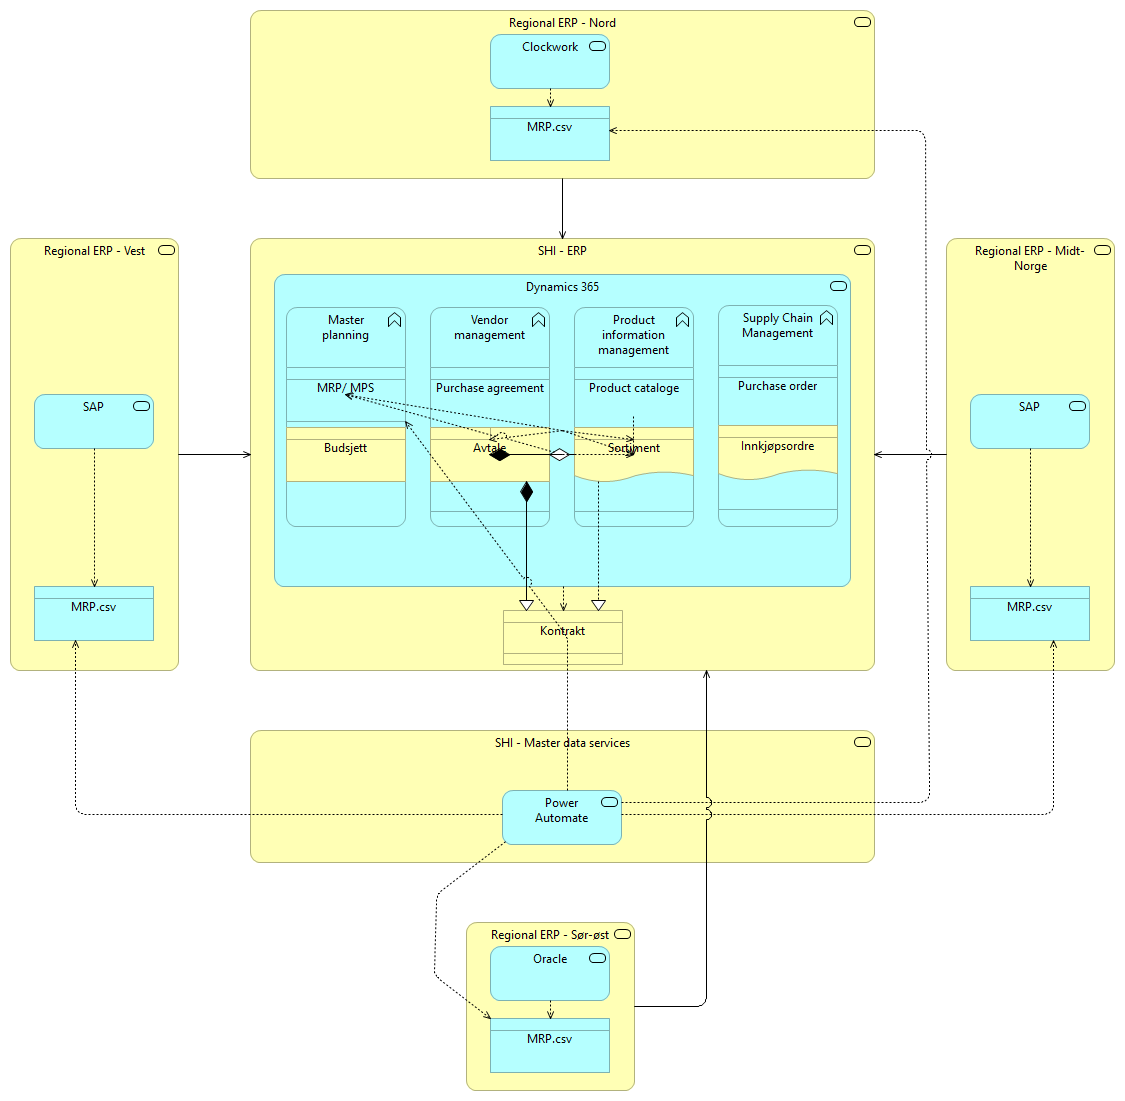 Regional ERP - Nord
Clockwork
MRP.csv
Regional ERP - Vest
SAP
MRP.csv
SHI - ERP
Dynamics 365
Master
planning
MRP/ MPS
Budsjett
Vendor
management
Purchase agreement
Avtale
Product
information
management
Product cataloge
Sortiment
Supply Chain
Management
Purchase order
Innkjøpsordre
Kontrakt
Regional ERP - Midt-
Norge
SAP
MRP.csv
SHI - Master data services
Power
Automate
Regional ERP - Sør-øst
Oracle
MRP.csv